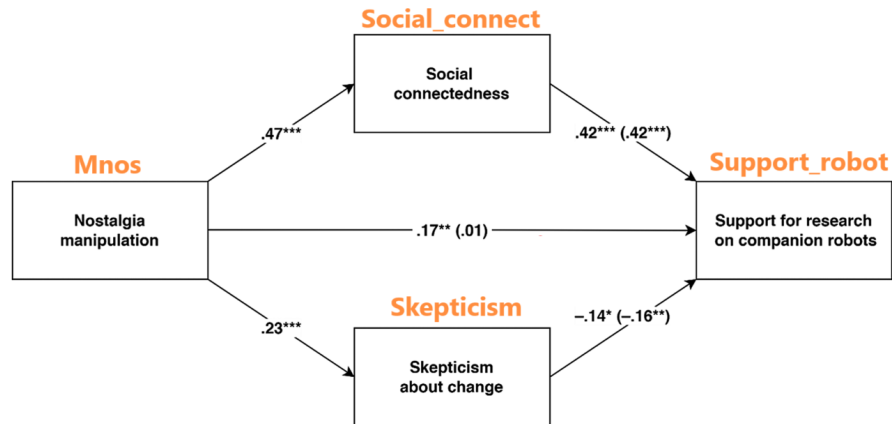 Social_connect
Social
connectedness
.47***
.42*** (.42***)
Mnos
Support_robot
Nostalgia
manipulation
.17** (.01)
Support for research
on companion robots
Skepticism
.23***
–.14* (–.16**)
Skepticism
about change